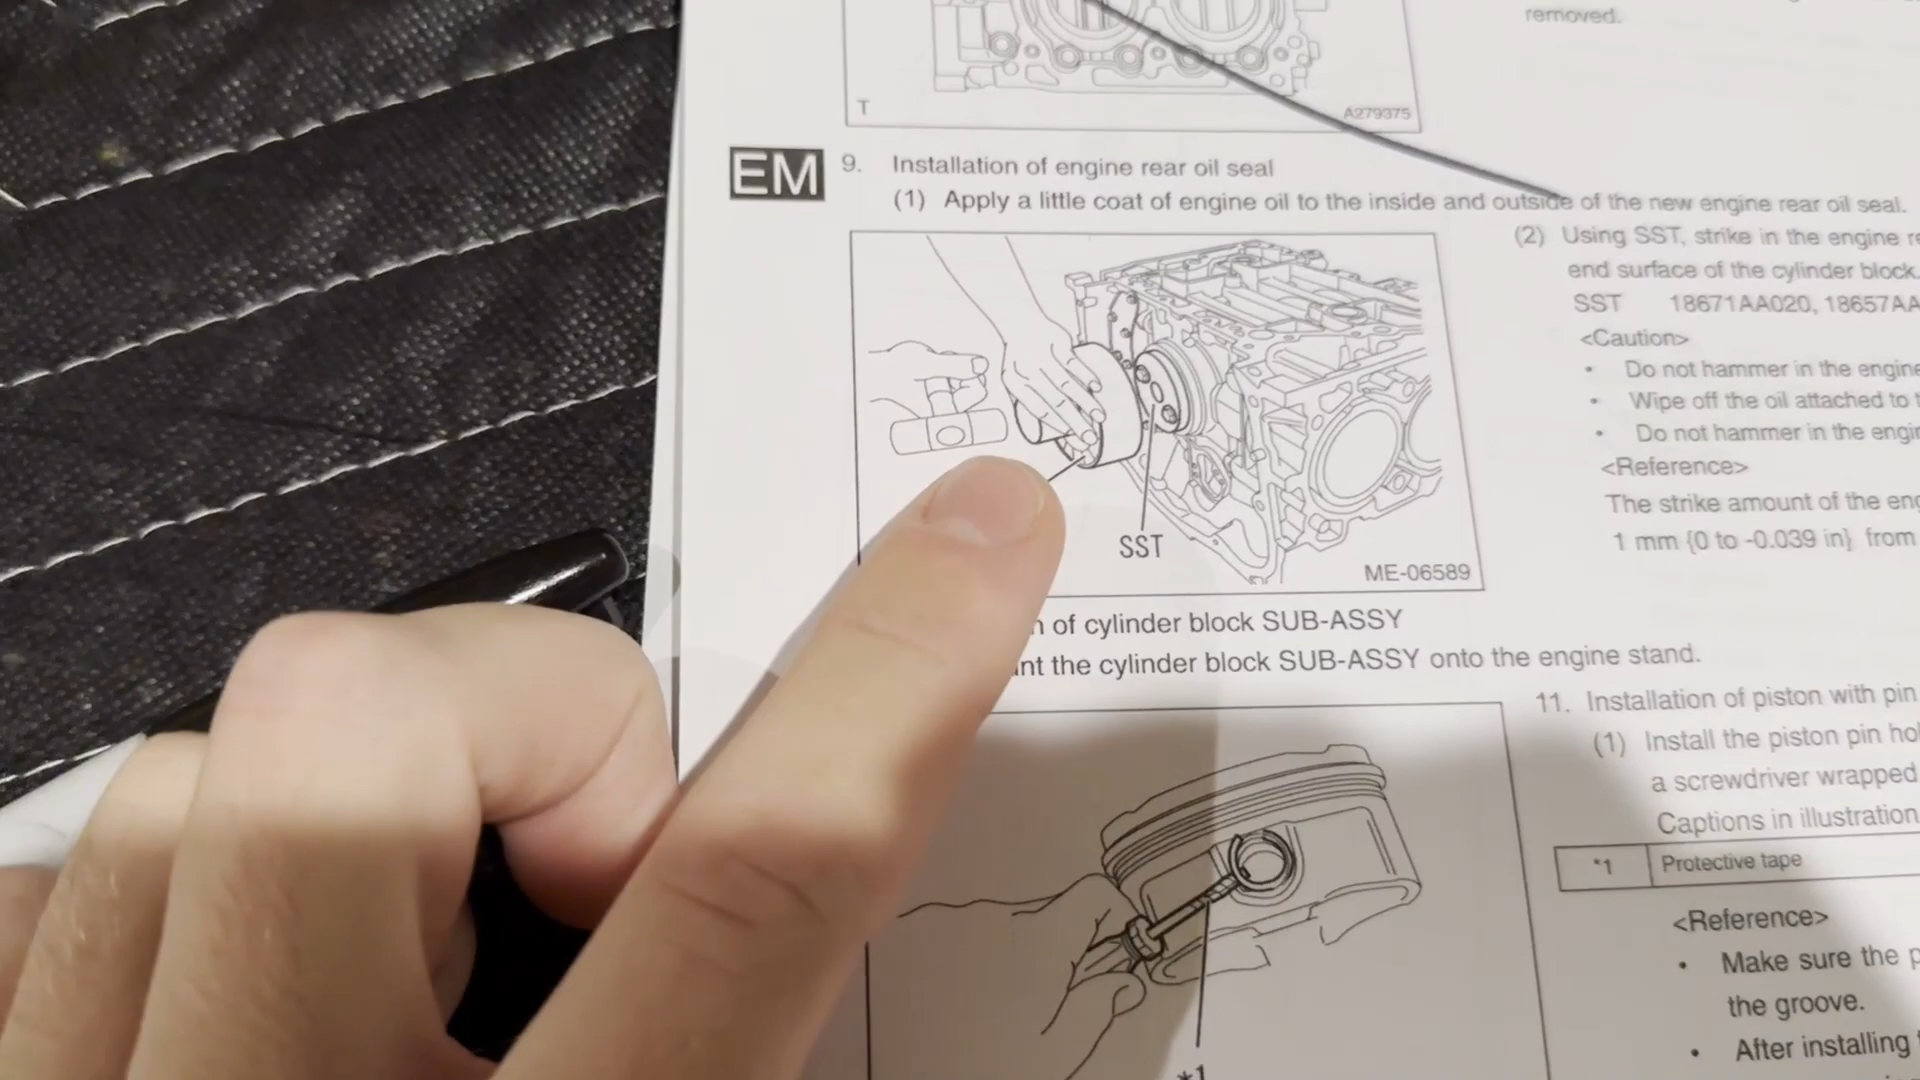 removed.
T
A279375
EM
9. Installation of engine rear oil seal
(1) Apply a little coat of engine oil to the inside and outside of the new engine rear oil seal.
(2) Using SST, strike in the engine
end surface of the cylinder block.
SST 18671AA020, 18657AA
<Caution>
• Do not hammer in the engine
• Wipe off the oil attached to
• Do not hammer in the
<Reference>
The strike amount of the
1 mm {0 to -0.039 in} from
SST
ME-06589
of cylinder block SUB-ASSY
the cylinder block SUB-ASSY onto the engine stand.
11. Installation of piston with pin
(1) Install the piston pin
a screwdriver wrapped
Captions in illustration
*1 Protective tape
<Reference>
• Make sure the
the groove.
• After installing
*1